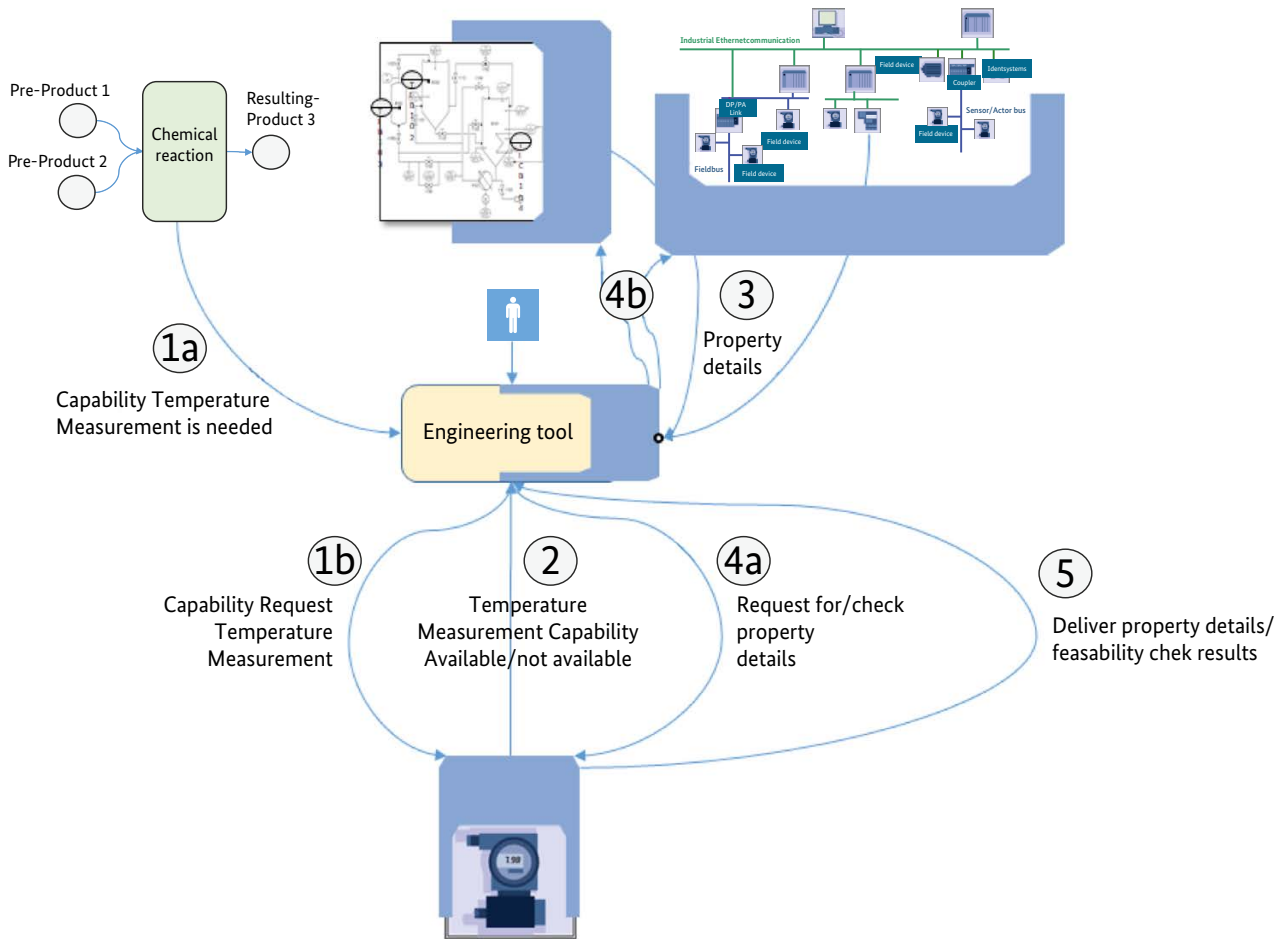 Industrial Ethernetcommunication
Field device
Identsystems
Coupler
DP/PA
Link
Sensor/Actor bus
Field device
Field device
Field device
Fieldbus
Pre-Product 1
Pre-Product 2
Chemical
reaction
Resulting-
Product 3
4b
3
Property
details
1a
Capability Temperature
Measurement is needed
Engineering tool
1b
Capability Request
Temperature
Measurement
2
Temperature
Measurement Capability
Available/not available
4a
Request for/check
property
details
5
Deliver property details/
feasability chek results
1.98